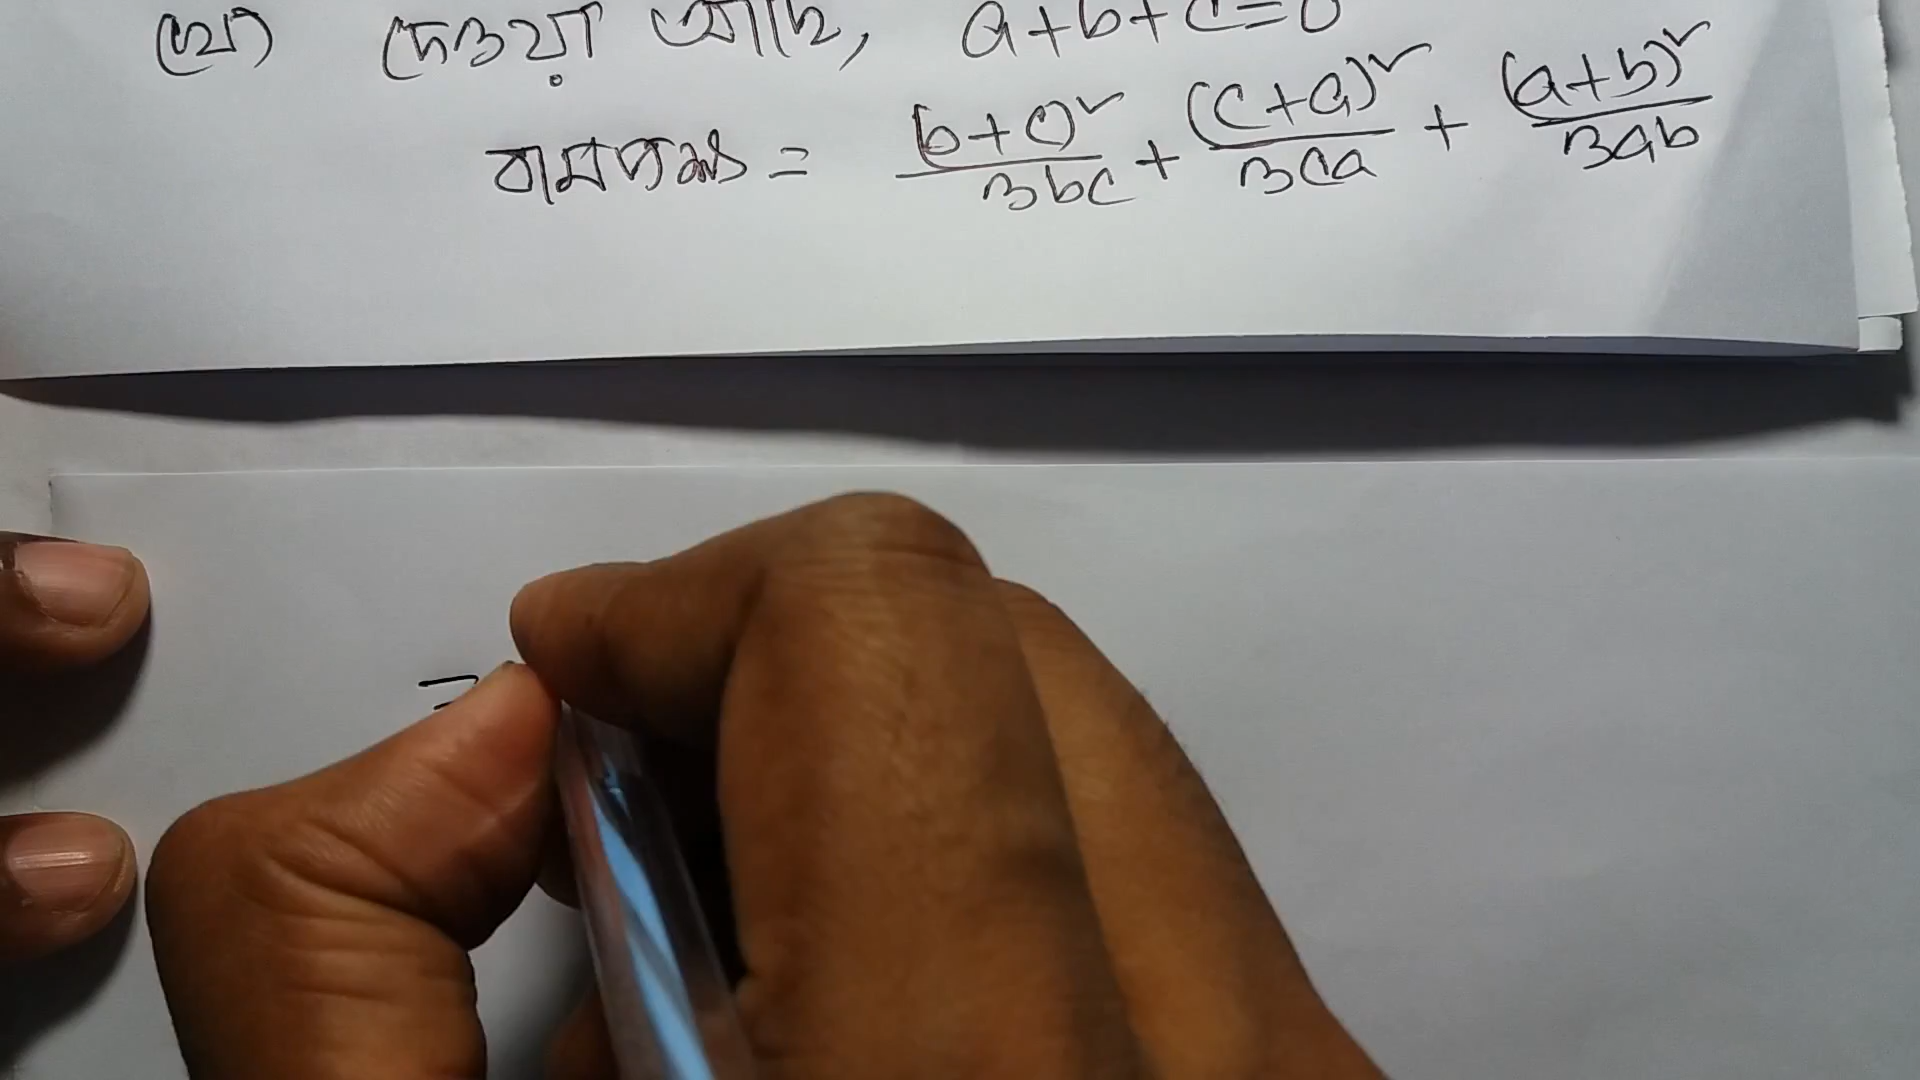 (খ) দেওয়া আছে, a+b+c=0
বামপক্ষ = (b+c)²/3bc + (c+a)²/3ca + (a+b)²/3ab
=